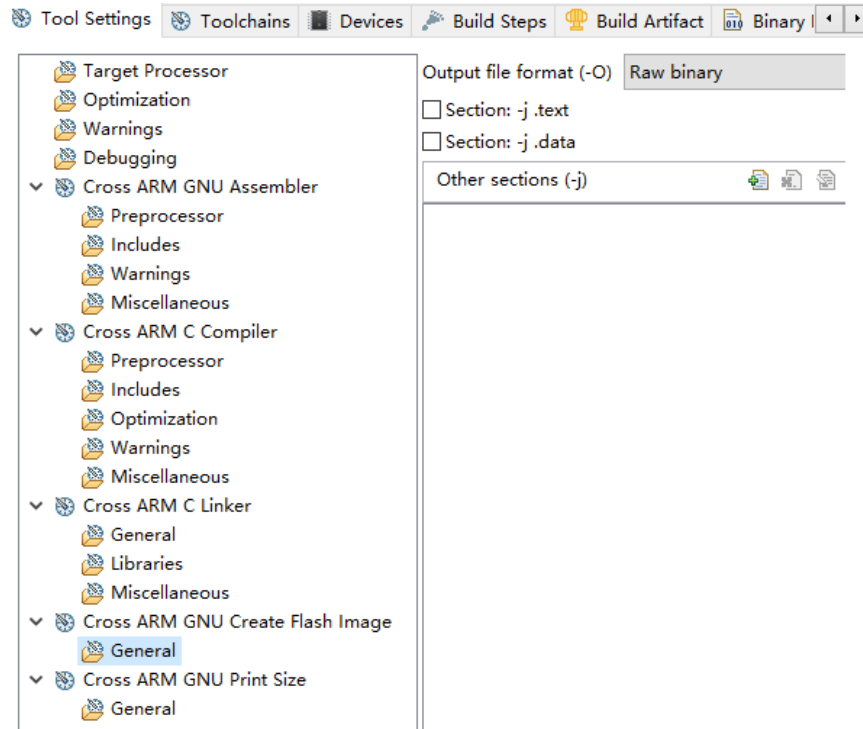 Tool Settings Toolchains Devices Build Steps Build Artifact Binary
Target Processor
Optimization
Warnings
Debugging
Cross ARM GNU Assembler
Preprocessor
Includes
Warnings
Miscellaneous
Cross ARM C Compiler
Preprocessor
Includes
Optimization
Warnings
Miscellaneous
Cross ARM C Linker
General
Libraries
Miscellaneous
Cross ARM GNU Create Flash Image
General
Cross ARM GNU Print Size
General
Output file format (-O) Raw binary
Section: -j .text
Section: -j .data
Other sections (-j)